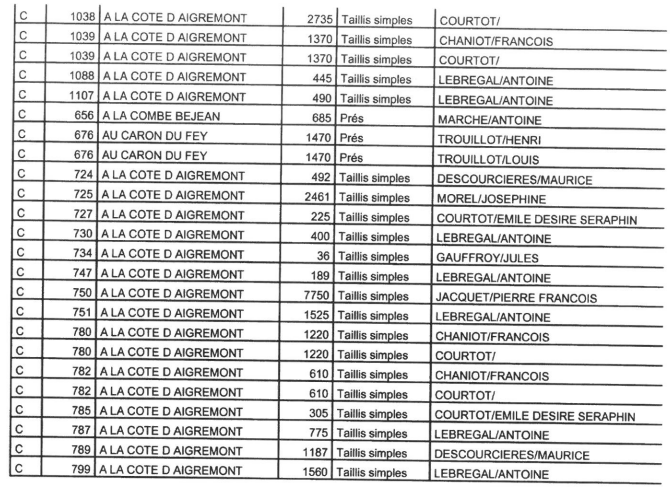 C 1038 A LA COTE D AIGREMONT 2735 Taillis simples COURTOT/
C 1039 A LA COTE D AIGREMONT 1370 Taillis simples CHANIOT/FRANCOIS
C 1039 A LA COTE D AIGREMONT 1370 Taillis simples COURTOT/
C 1088 A LA COTE D AIGREMONT 445 Taillis simples LEBREGAL/ANTOINE
C 1107 A LA COTE D AIGREMONT 490 Taillis simples LEBREGAL/ANTOINE
C 656 A LA COMBE BEJEAN 685 Prés MARCHE/ANTOINE
C 676 AU CARON DU FEY 1470 Prés TROUILLOT/HENRI
C 676 AU CARON DU FEY 1470 Prés TROUILLOT/LOUIS
C 724 A LA COTE D AIGREMONT 492 Taillis simples DESCOURCIERES/MAURICE
C 725 A LA COTE D AIGREMONT 2461 Taillis simples MOREL/JOSEPHINE
C 727 A LA COTE D AIGREMONT 225 Taillis simples COURTOT/EMILE DESIRE SERAPHIN
C 730 A LA COTE D AIGREMONT 400 Taillis simples LEBREGAL/ANTOINE
C 734 A LA COTE D AIGREMONT 36 Taillis simples GAUFFROY/JULES
C 747 A LA COTE D AIGREMONT 189 Taillis simples LEBREGAL/ANTOINE
C 750 A LA COTE D AIGREMONT 7750 Taillis simples JACQUET/PIERRE FRANCOIS
C 751 A LA COTE D AIGREMONT 1525 Taillis simples LEBREGAL/ANTOINE
C 780 A LA COTE D AIGREMONT 1220 Taillis simples CHANIOT/FRANCOIS
C 780 A LA COTE D AIGREMONT 1220 Taillis simples COURTOT/
C 782 A LA COTE D AIGREMONT 610 Taillis simples CHANIOT/FRANCOIS
C 782 A LA COTE D AIGREMONT 610 Taillis simples COURTOT/
C 785 A LA COTE D AIGREMONT 305 Taillis simples COURTOT/EMILE DESIRE SERAPHIN
C 787 A LA COTE D AIGREMONT 775 Taillis simples LEBREGAL/ANTOINE
C 789 A LA COTE D AIGREMONT 1187 Taillis simples DESCOURCIERES/MAURICE
C 799 A LA COTE D AIGREMONT 1560 Taillis simples LEBREGAL/ANTOINE